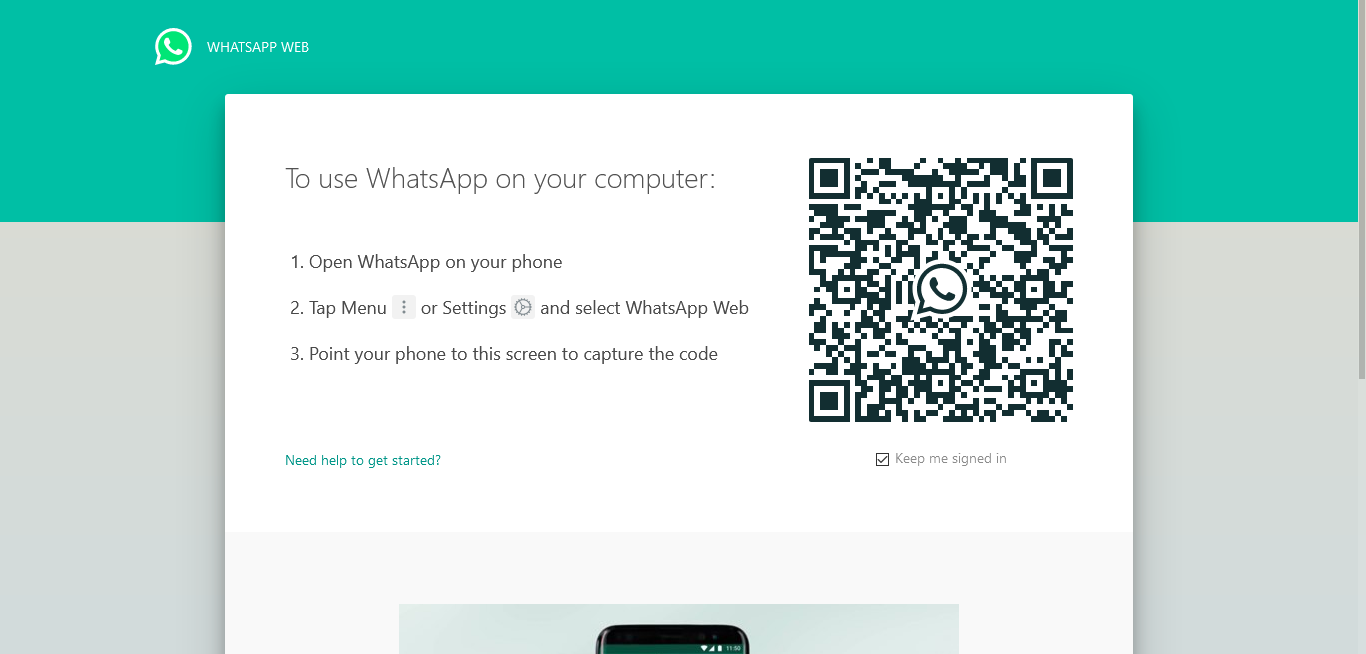 WHATSAPP WEB
To use WhatsApp on your computer:
1. Open WhatsApp on your phone
2. Tap Menu or Settings and select WhatsApp Web
3. Point your phone to this screen to capture the code
Need help to get started?
Keep me signed in
11:50